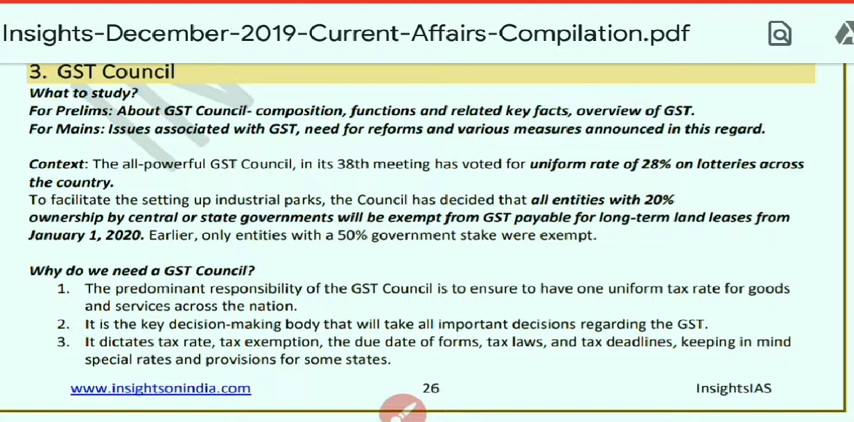 Insights-December-2019-Current-Affairs-Compilation.pdf
3. GST Council
What to study?
For Prelims: About GST Council- composition, functions and related key facts, overview of GST.
For Mains: Issues associated with GST, need for reforms and various measures announced in this regard.
Context: The all-powerful GST Council, in its 38th meeting has voted for uniform rate of 28% on lotteries across
the country.
To facilitate the setting up industrial parks, the Council has decided that all entities with 20%
ownership by central or state governments will be exempt from GST payable for long-term land leases from
January 1, 2020. Earlier, only entities with a 50% government stake were exempt.
Why do we need a GST Council?
1. The predominant responsibility of the GST Council is to ensure to have one uniform tax rate for goods
and services across the nation.
2. It is the key decision-making body that will take all important decisions regarding the GST.
3. It dictates tax rate, tax exemption, the due date of forms, tax laws, and tax deadlines, keeping in mind
special rates and provisions for some states.
www.insightsonindia.com 26 InsightsIAS